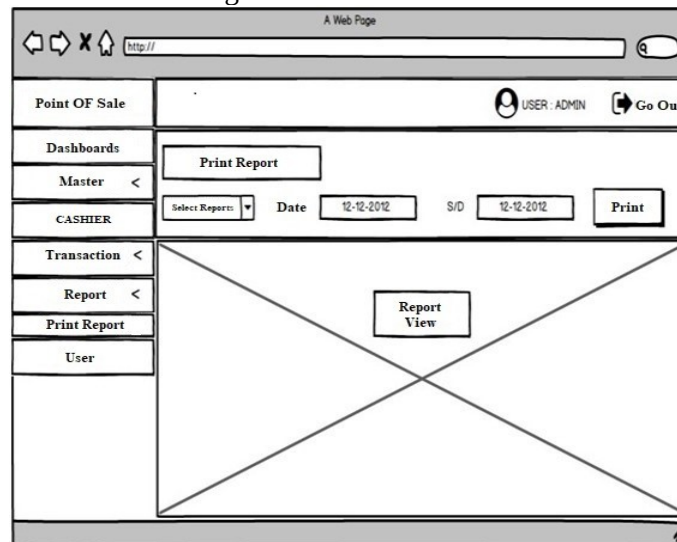 A Web Page
http://
Point OF Sale
USER : ADMIN
Go Ou
Dashboards
Master <
CASHIER
Transaction <
Report <
Print Report
User
Print Report
Select Reports
Date
12-12-2012
S/D
12-12-2012
Print
Report
View